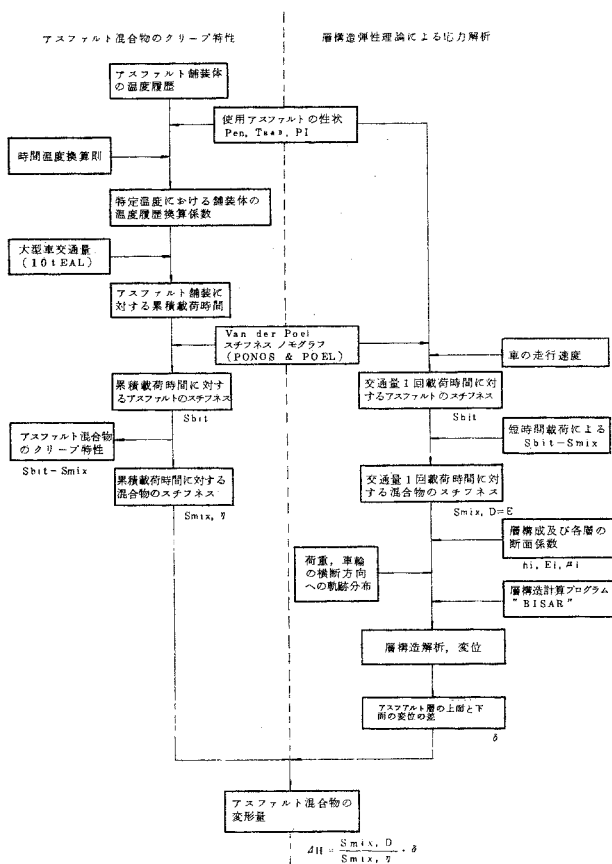 アスファルト混合物のクリープ特性
層構造弾性理論による応力解析
アスファルト舗装体
の温度履歴
使用アスファルトの性状
Pen, TR&B, PI
時間温度換算則
特定温度における舗装体の
温度履歴換算係数
大型車交通量
(10tEAL)
アスファルト舗装に
対する累積載荷時間
Van der Poel
スチフネス ノモグラフ
(PONOS & POEL)
車の走行速度
累積載荷時間に対す
るアスファルトのスチフネス
Sbit
交通量1回載荷時間に対
するアスファルトのスチフネス
Sbit
アスファルト混合物
のクリープ特性
Sbit-Smix
短時間載荷による
Sbit-Smix
累積載荷時間に対する
混合物のスチフネス
Smix, η
交通量1回載荷時間に対
する混合物のスチフネス
Smix, D=E
層構成及び各層の
断面係数
hi, Ei, μi
荷重，車輪
の横断方向
への軌跡分布
層構造計算プログラム
"BISAR"
層構造解析，変位
アスファルト層の上面と下
面の変位の差
δ
アスファルト混合物の
変形量
ΔH = Smix, D / Smix, η ・ δ